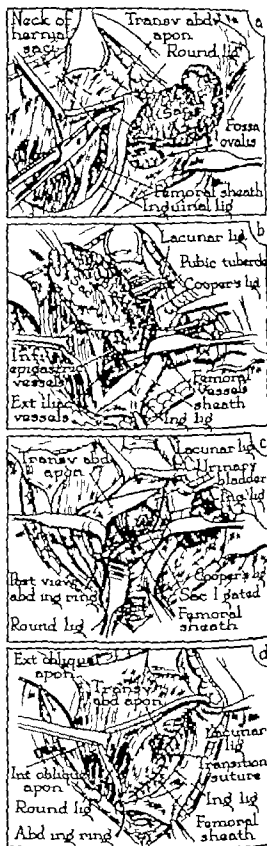 Neck of
hernia
sac
Transv abd
apon
Round lig
a
Sac
Fossa
ovalis
Femoral sheath
Inguinal lig
b
Lacunar lig
Pubic tubercle
Cooper's lig
Inf
epigastric
vessels
Ext iliac
vessels
Femoral
vessels
sheath
Ing lig
c
Transv abd
apon
Lacunar lig
Urinary
bladder
Ing lig
Post view
abd ing ring
Round lig
Cooper's lig
Sac ligated
Femoral
sheath
d
Ext oblique
apon
Transv
abd apon
Int oblique
apon
Round lig
Abd ing ring
Lacunar
lig
Transition
suture
Ing lig
Femoral
sheath